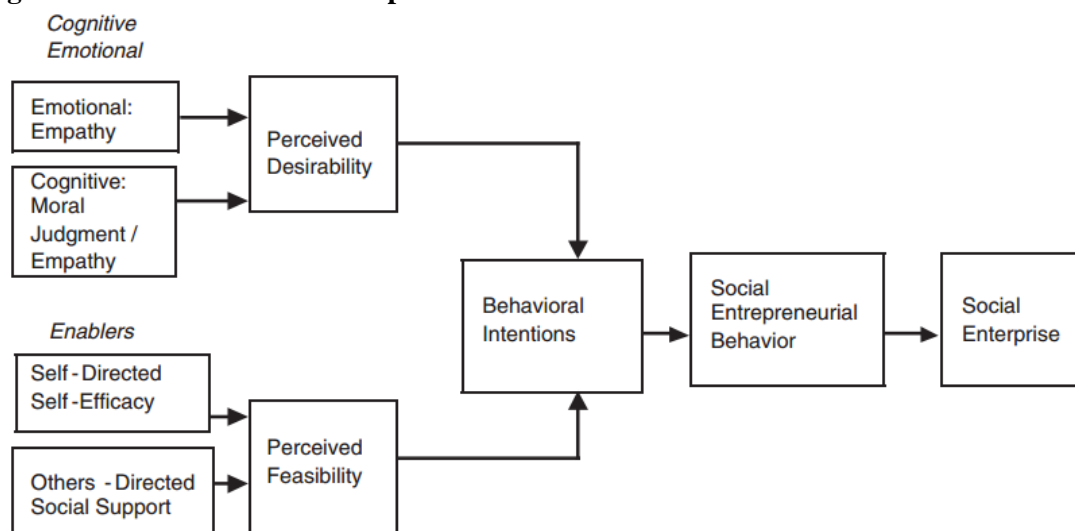 Cognitive
Emotional
Emotional:
Empathy
Cognitive:
Moral
Judgment /
Empathy
Perceived
Desirability
Enablers
Self-Directed
Self-Efficacy
Others -Directed
Social Support
Perceived
Feasibility
Behavioral
Intentions
Social
Entrepreneurial
Behavior
Social
Enterprise